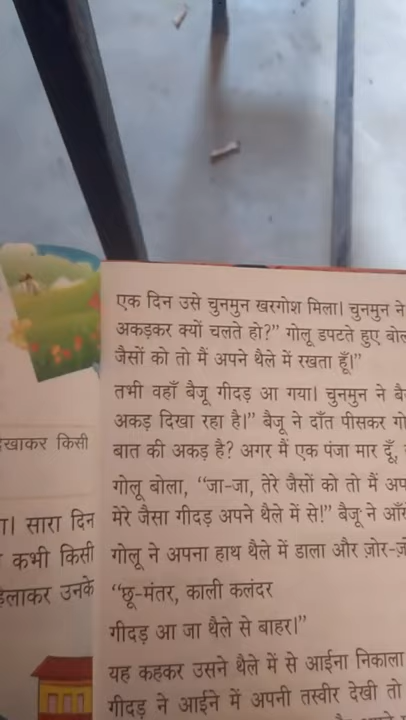 एक दिन उसे चुनमुन खरगोश मिला। चुनमुन ने
अकड़कर क्यों चलते हो?” गोलू डपटते हुए बोल
जैसों को तो मैं अपने थैले में रखता हूँ।”
तभी वहाँ बैजू गीदड़ आ गया। चुनमुन ने बै
अकड़ दिखा रहा है।” बैजू ने दाँत पीसकर गो
बात की अकड़ है? अगर मैं एक पंजा मार दूँ,
गोलू बोला, “जा-जा, तेरे जैसों को तो मैं अप
मेरे जैसा गीदड़ अपने थैले में से!” बैजू ने आँ
गोलू ने अपना हाथ थैले में डाला और ज़ोर-ज़ो
“छू-मंतर, काली कलंदर
गीदड़ आ जा थैले से बाहर।”
यह कहकर उसने थैले में से आईना निकाला
गीदड़ ने आईने में अपनी तस्वीर देखी तो
खाकर किसी
ा। सारा दिन
कभी किसी
लाकर उनके